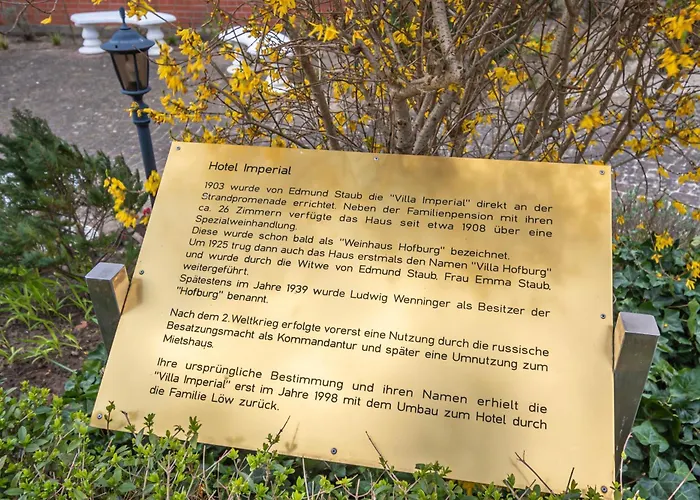 Hotel Imperial
1903 wurde von Edmund Staub die "Villa Imperial" direkt an der
Strandpromenade errichtet. Neben der Familienpension mit ihren
ca. 26 Zimmern verfügte das Haus seit etwa 1908 über eine
Spezialweinhandlung.
Diese wurde schon bald als "Weinhaus Hofburg" bezeichnet.
Um 1925 trug dann auch das Haus erstmals den Namen "Villa Hofburg"
und wurde durch die Witwe von Edmund Staub, Frau Emma Staub,
weitergeführt.
Spätestens im Jahre 1939 wurde Ludwig Wenninger als Besitzer der
"Hofburg" benannt.
Nach dem 2.Weltkrieg erfolgte vorerst eine Nutzung durch die russische
Besatzungsmacht als Kommandantur und später eine Umnutzung zum
Mietshaus.
Ihre ursprüngliche Bestimmung und ihren Namen erhielt die
"Villa Imperial" erst im Jahre 1998 mit dem Umbau zum Hotel durch
die Familie Löw zurück.